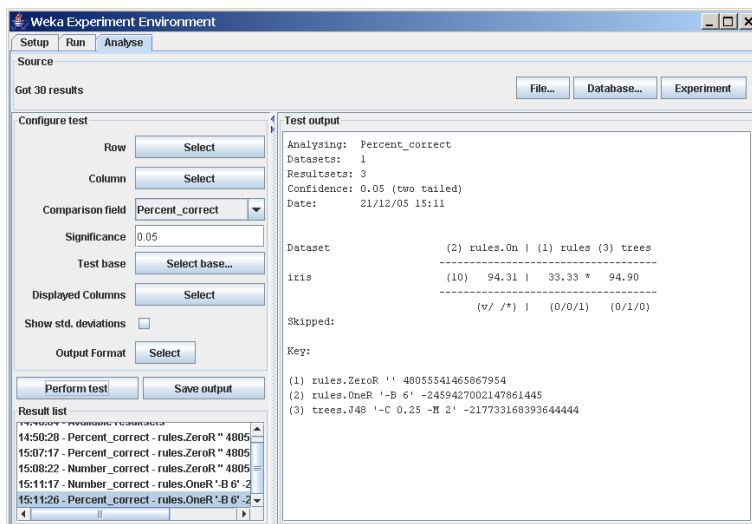 Weka Experiment Environment
Setup Run Analyse
Source
Got 30 results
File... Database... Experiment
Configure test
Row Select
Column Select
Comparison field Percent_correct
Significance 0.05
Test base Select base...
Displayed Columns Select
Show std. deviations
Output Format Select
Perform test Save output
Result list
14:50:28 - Percent_correct - rules.ZeroR '' 4805
15:07:17 - Percent_correct - rules.ZeroR '' 4805
15:08:22 - Number_correct - rules.ZeroR '' 4805
15:11:17 - Number_correct - rules.OneR '-B 6' -2
15:11:26 - Percent_correct - rules.OneR '-B 6' -2
Test output
Analysing: Percent_correct
Datasets: 1
Resultsets: 3
Confidence: 0.05 (two tailed)
Date: 21/12/05 15:11
Dataset (2) rules.On | (1) rules (3) trees
----------------------------------------
iris (10) 94.31 | 33.33 * 94.90
----------------------------------------
(v/ /*) | (0/0/1) (0/1/0)
Skipped:
Key:
(1) rules.ZeroR '' 48055541465867954
(2) rules.OneR '-B 6' -2459427002147861445
(3) trees.J48 '-C 0.25 -M 2' -217733168393644444